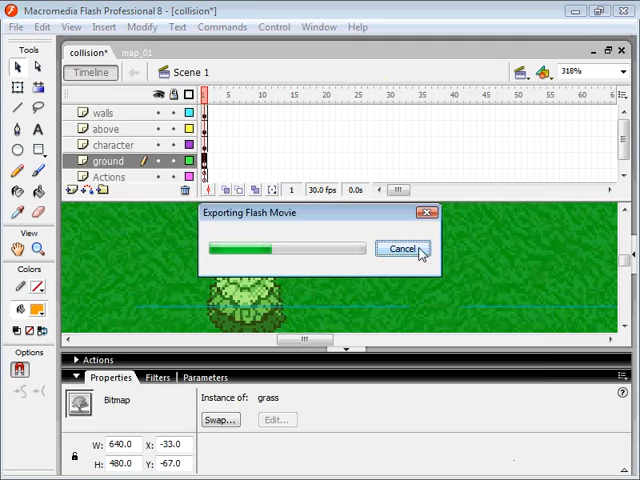 Macromedia Flash Professional 8 - [collision*]
File Edit View Insert Modify Text Commands Control Window Help
Tools
View
Colors
Options
collision* map_01
Timeline Scene 1 318%
1 5 10 15 20 25 30 35 40 45 50 55 60 6
walls
above
character
ground
Actions
1 30.0 fps 0.0s
Exporting Flash Movie
Cancel
Actions
Properties Filters Parameters
Bitmap
Instance of: grass
Swap... Edit...
W: 640.0 X: -33.0
H: 480.0 Y: -67.0